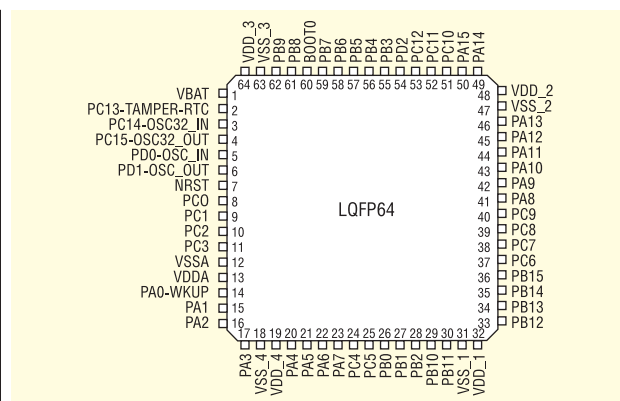 VDD_3
VSS_3
PB9
PB8
BOOT0
PB7
PB6
PB5
PB4
PB3
PD2
PC12
PC11
PC10
PA15
PA14
64 63 62 61 60 59 58 57 56 55 54 53 52 51 50 49
VBAT 1
PC13-TAMPER-RTC 2
PC14-OSC32_IN 3
PC15-OSC32_OUT 4
PD0-OSC_IN 5
PD1-OSC_OUT 6
NRST 7
PC0 8
PC1 9
PC2 10
PC3 11
VSSA 12
VDDA 13
PA0-WKUP 14
PA1 15
PA2 16
LQFP64
48 VDD_2
47 VSS_2
46 PA13
45 PA12
44 PA11
43 PA10
42 PA9
41 PA8
40 PC9
39 PC8
38 PC7
37 PC6
36 PB15
35 PB14
34 PB13
33 PB12
17 18 19 20 21 22 23 24 25 26 27 28 29 30 31 32
PA3
VSS_4
VDD_4
PA4
PA5
PA6
PA7
PC4
PC5
PB0
PB1
PB2
PB10
PB11
VSS_1
VDD_1